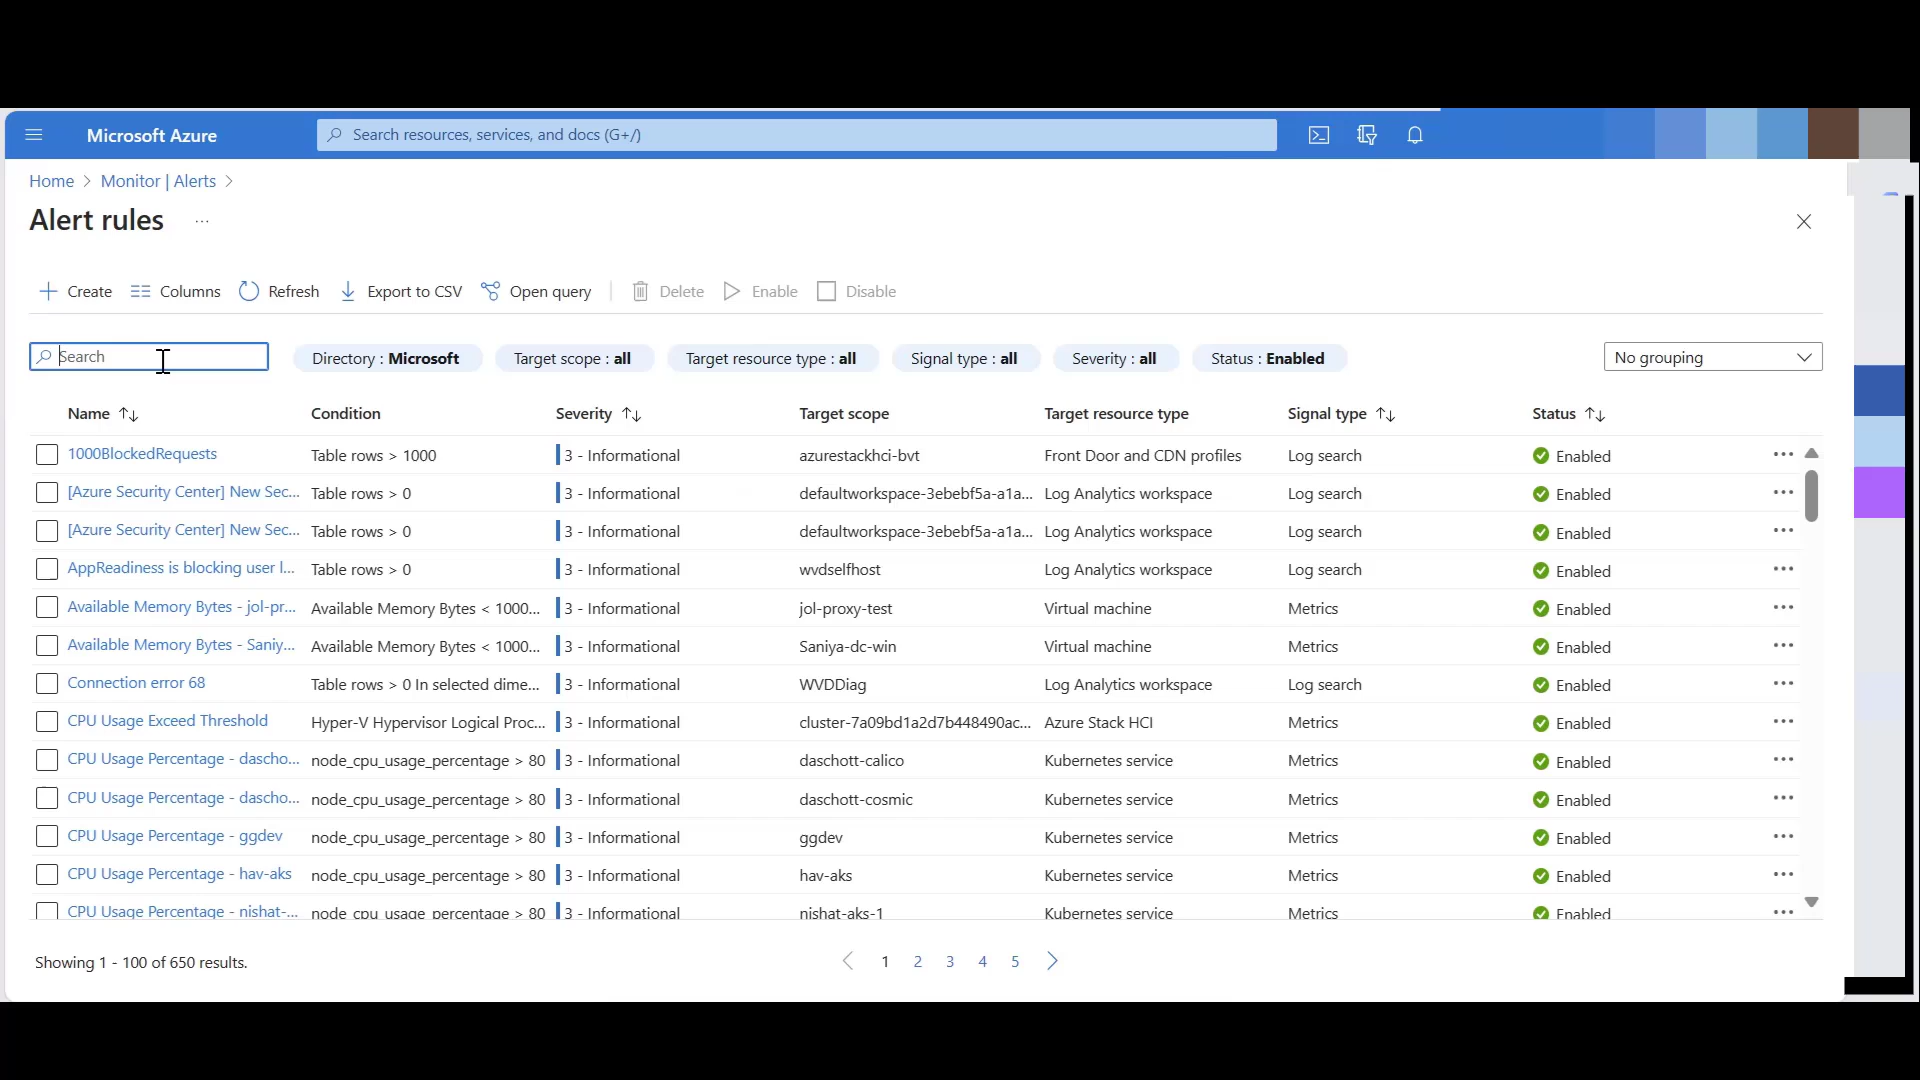 Microsoft Azure
Search resources, services, and docs (G+/)
Home > Monitor | Alerts >
Alert rules ...
Create Columns Refresh Export to CSV Open query Delete Enable Disable
Search Directory : Microsoft Target scope : all Target resource type : all Signal type : all Severity : all Status : Enabled No grouping
Name Condition Severity Target scope Target resource type Signal type Status
1000BlockedRequests Table rows > 1000 3 - Informational azurestackhci-bvt Front Door and CDN profiles Log search Enabled ...
[Azure Security Center] New Sec... Table rows > 0 3 - Informational defaultworkspace-3ebebf5a-a1a... Log Analytics workspace Log search Enabled ...
[Azure Security Center] New Sec... Table rows > 0 3 - Informational defaultworkspace-3ebebf5a-a1a... Log Analytics workspace Log search Enabled ...
AppReadiness is blocking user l... Table rows > 0 3 - Informational wvdselfhost Log Analytics workspace Log search Enabled ...
Available Memory Bytes - jol-pr... Available Memory Bytes < 1000... 3 - Informational jol-proxy-test Virtual machine Metrics Enabled ...
Available Memory Bytes - Saniy... Available Memory Bytes < 1000... 3 - Informational Saniya-dc-win Virtual machine Metrics Enabled ...
Connection error 68 Table rows > 0 In selected dime... 3 - Informational WVDDiag Log Analytics workspace Log search Enabled ...
CPU Usage Exceed Threshold Hyper-V Hypervisor Logical Proc... 3 - Informational cluster-7a09bd1a2d7b448490ac... Azure Stack HCI Metrics Enabled ...
CPU Usage Percentage - dascho... node_cpu_usage_percentage > 80 3 - Informational daschott-calico Kubernetes service Metrics Enabled ...
CPU Usage Percentage - dascho... node_cpu_usage_percentage > 80 3 - Informational daschott-cosmic Kubernetes service Metrics Enabled ...
CPU Usage Percentage - ggdev node_cpu_usage_percentage > 80 3 - Informational ggdev Kubernetes service Metrics Enabled ...
CPU Usage Percentage - hav-aks node_cpu_usage_percentage > 80 3 - Informational hav-aks Kubernetes service Metrics Enabled ...
CPU Usage Percentage - nishat-... node_cpu_usage_percentage > 80 3 - Informational nishat-aks-1 Kubernetes service Metrics Enabled ...
Showing 1 - 100 of 650 results. < 1 2 3 4 5 >